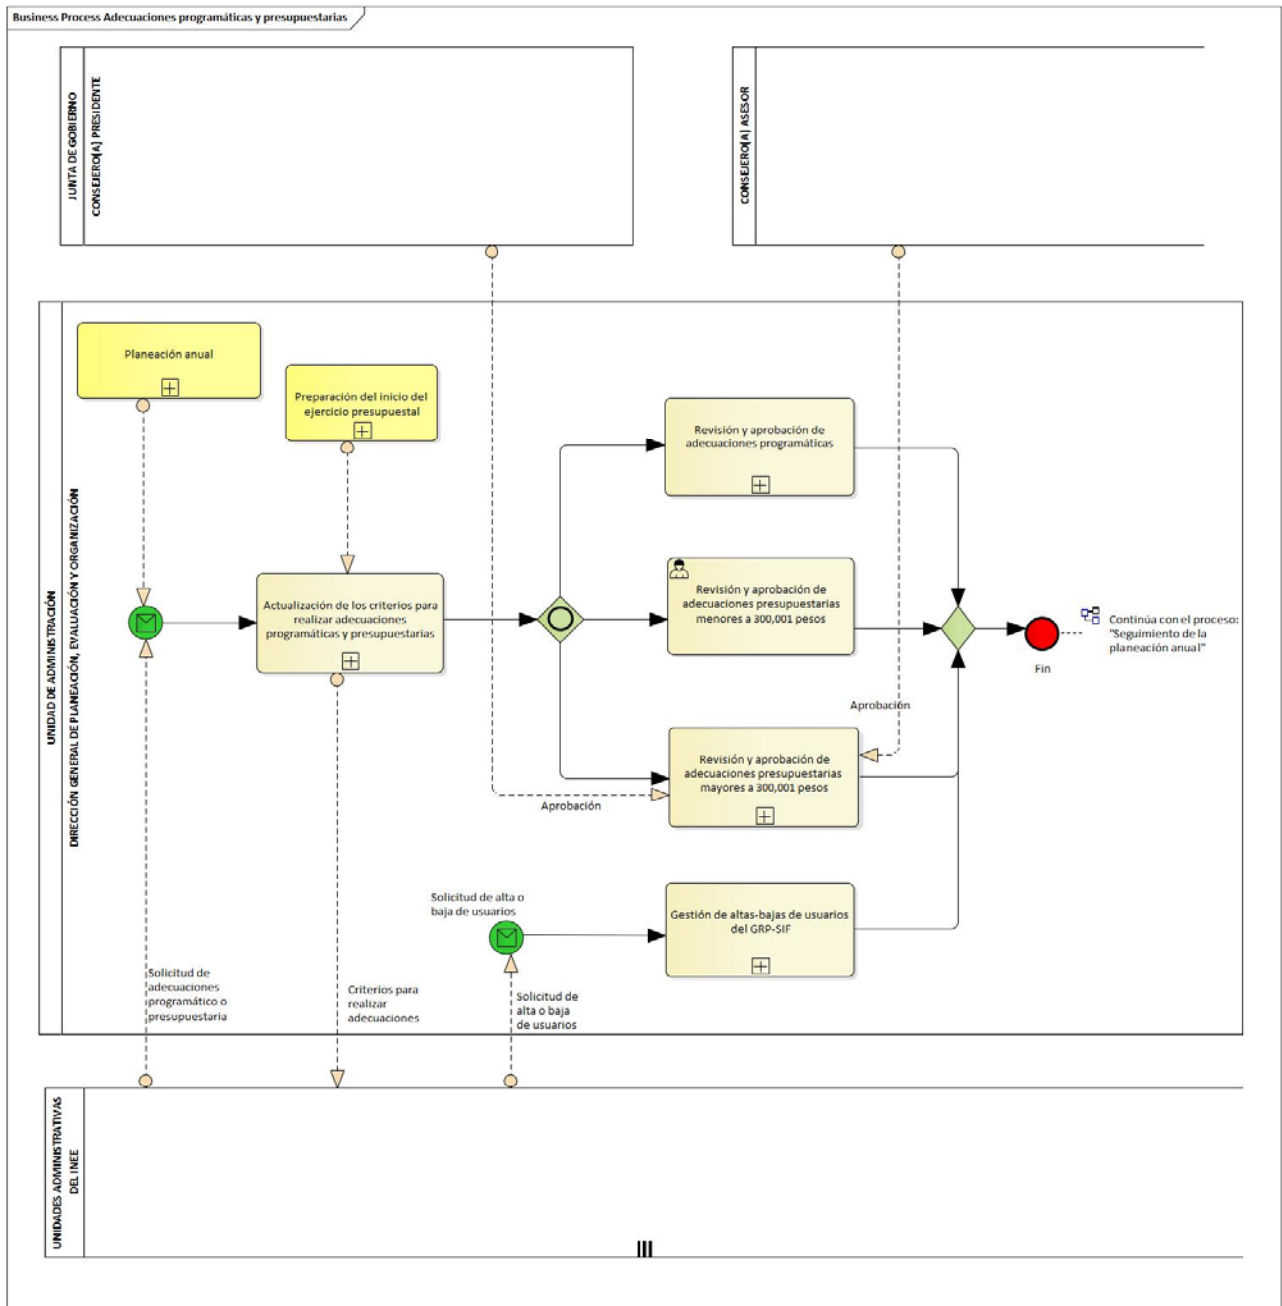 Business Process Adecuaciones programáticas y presupuestarias
JUNTA DE GOBIERNO
CONSEJERO(A) PRESIDENTE
CONSEJERO(A) ASESOR
UNIDAD DE ADMINISTRACIÓN
DIRECCIÓN GENERAL DE PLANEACIÓN, EVALUACIÓN Y ORGANIZACIÓN
Planeación anual
Preparación del inicio del
ejercicio presupuestal
Revisión y aprobación de
adecuaciones programáticas
Actualización de los criterios para
realizar adecuaciones
programáticas y presupuestarias
Revisión y aprobación de
adecuaciones presupuestarias
menores a 300,001 pesos
Continúa con el proceso:
"Seguimiento de la
planeación anual"
Fin
Aprobación
Revisión y aprobación de
adecuaciones presupuestarias
mayores a 300,001 pesos
Aprobación
Solicitud de alta o
baja de usuarios
Gestión de altas-bajas de usuarios
del GRP-SIF
Solicitud de
adecuaciones
programático o
presupuestaria
Criterios para
realizar
adecuaciones
Solicitud de
alta o baja
de usuarios
UNIDADES ADMINISTRATIVAS
DEL INEE